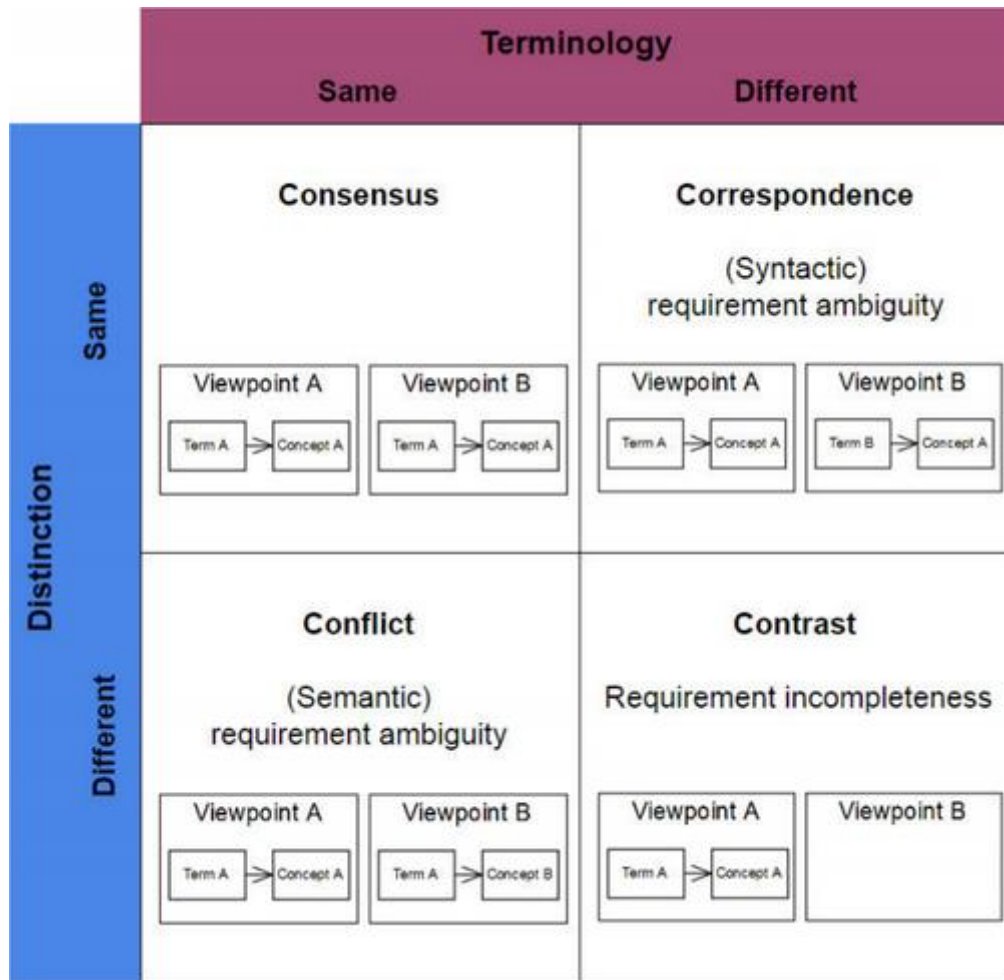 Terminology
Same Different
Distinction
Same
Consensus
Viewpoint A Viewpoint B
Term A Concept A Term A Concept A
Correspondence
(Syntactic)
requirement ambiguity
Viewpoint A Viewpoint B
Term A Concept A Term B Concept A
Different
Conflict
(Semantic)
requirement ambiguity
Viewpoint A Viewpoint B
Term A Concept A Term A Concept B
Contrast
Requirement incompleteness
Viewpoint A Viewpoint B
Term A Concept A